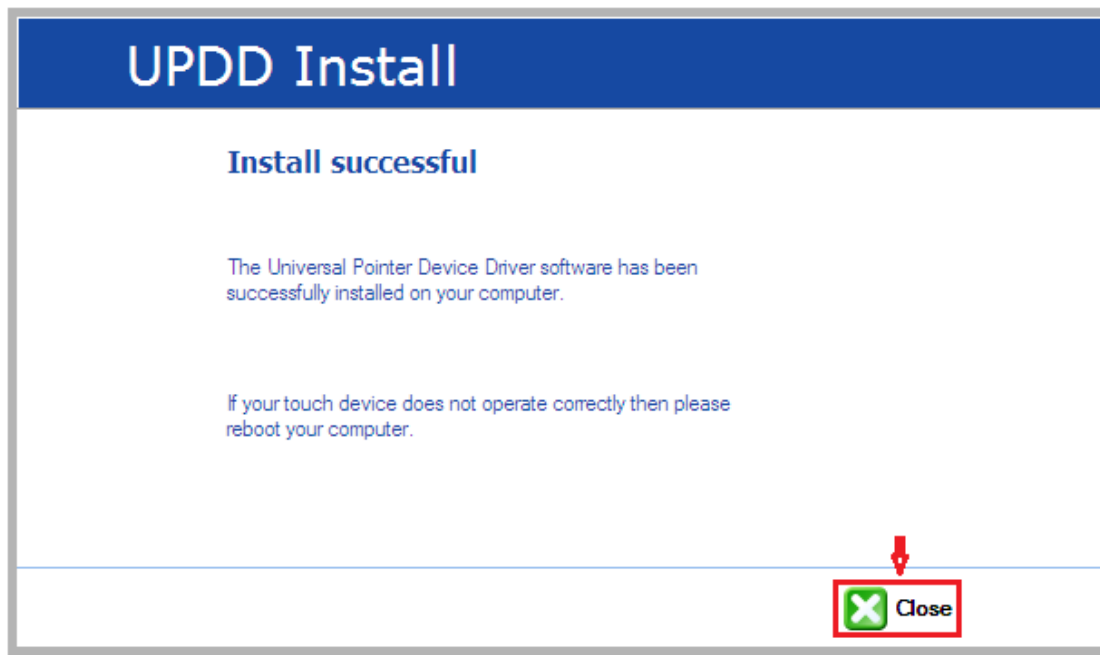 UPDD Install
Install successful
The Universal Pointer Device Driver software has been
successfully installed on your computer.
If your touch device does not operate correctly then please
reboot your computer.
Close